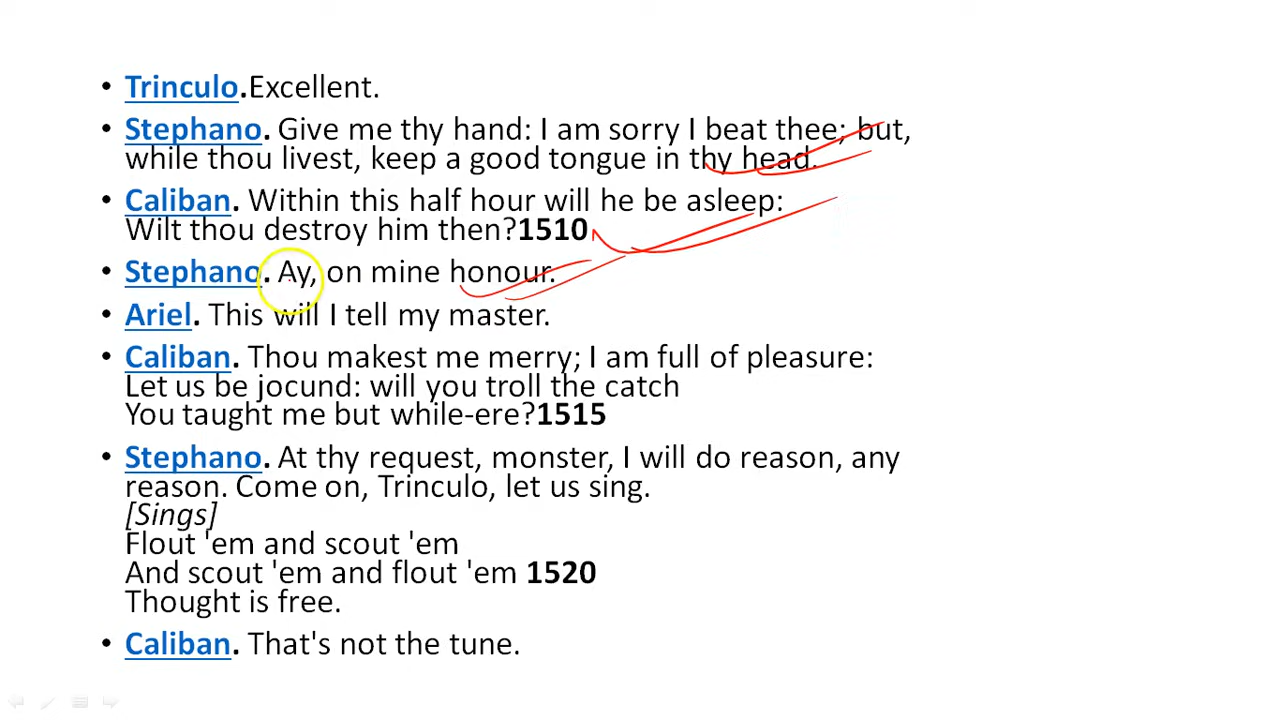 • Trinculo.Excellent.
• Stephano. Give me thy hand: I am sorry I beat thee; but,
while thou livest, keep a good tongue in thy head.
• Caliban. Within this half hour will he be asleep:
Wilt thou destroy him then?1510
• Stephano. Ay, on mine honour.
• Ariel. This will I tell my master.
• Caliban. Thou makest me merry; I am full of pleasure:
Let us be jocund: will you troll the catch
You taught me but while-ere?1515
• Stephano. At thy request, monster, I will do reason, any
reason. Come on, Trinculo, let us sing.
[Sings]
Flout 'em and scout 'em
And scout 'em and flout 'em 1520
Thought is free.
• Caliban. That's not the tune.